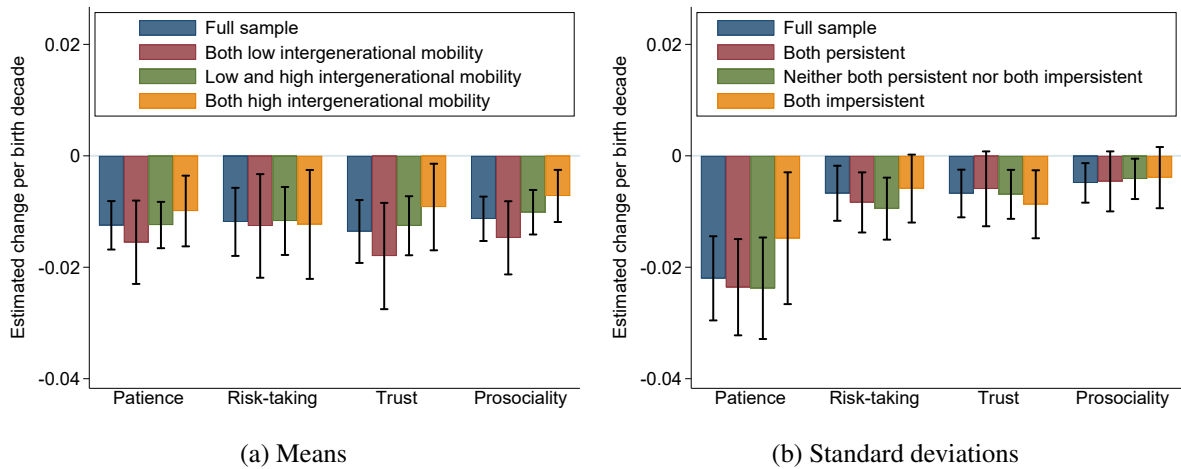 Full sample
Both low intergenerational mobility
Low and high intergenerational mobility
Both high intergenerational mobility
Estimated change per birth decade
0.02
0
-0.02
-0.04
Patience Risk-taking Trust Prosociality
(a) Means
Full sample
Both persistent
Neither both persistent nor both impersistent
Both impersistent
Estimated change per birth decade
0.02
0
-0.02
-0.04
Patience Risk-taking Trust Prosociality
(b) Standard deviations